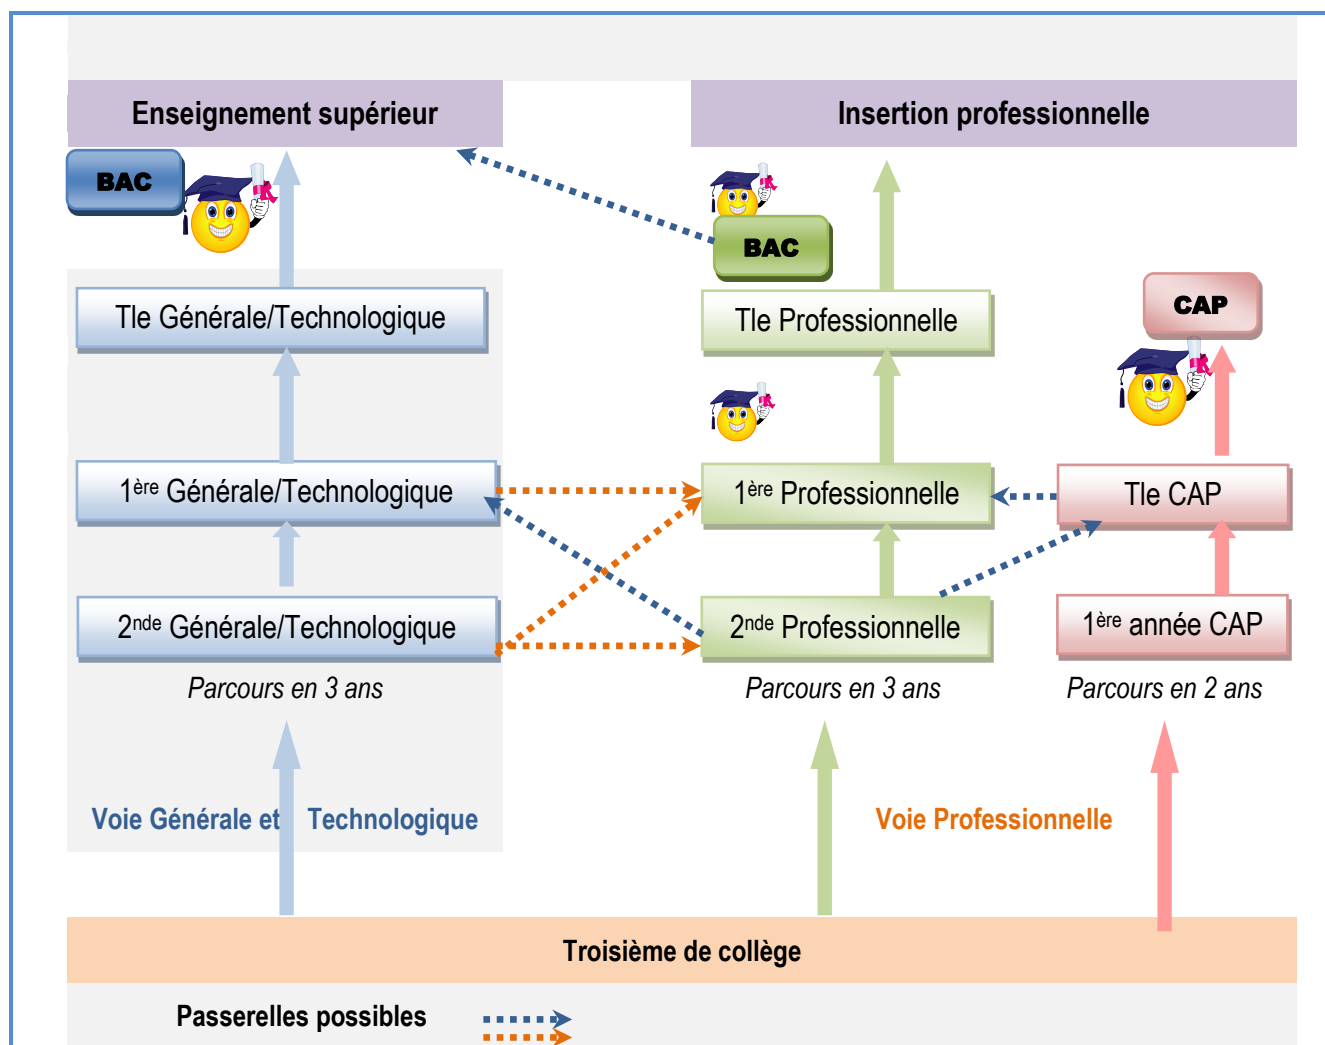 Enseignement supérieur
Insertion professionnelle
BAC
BAC
CAP
Tle Générale/Technologique
Tle Professionnelle
1ère Générale/Technologique
1ère Professionnelle
Tle CAP
2nde Générale/Technologique
2nde Professionnelle
1ère année CAP
Parcours en 3 ans
Parcours en 3 ans
Parcours en 2 ans
Voie Générale et Technologique
Voie Professionnelle
Troisième de collège
Passerelles possibles